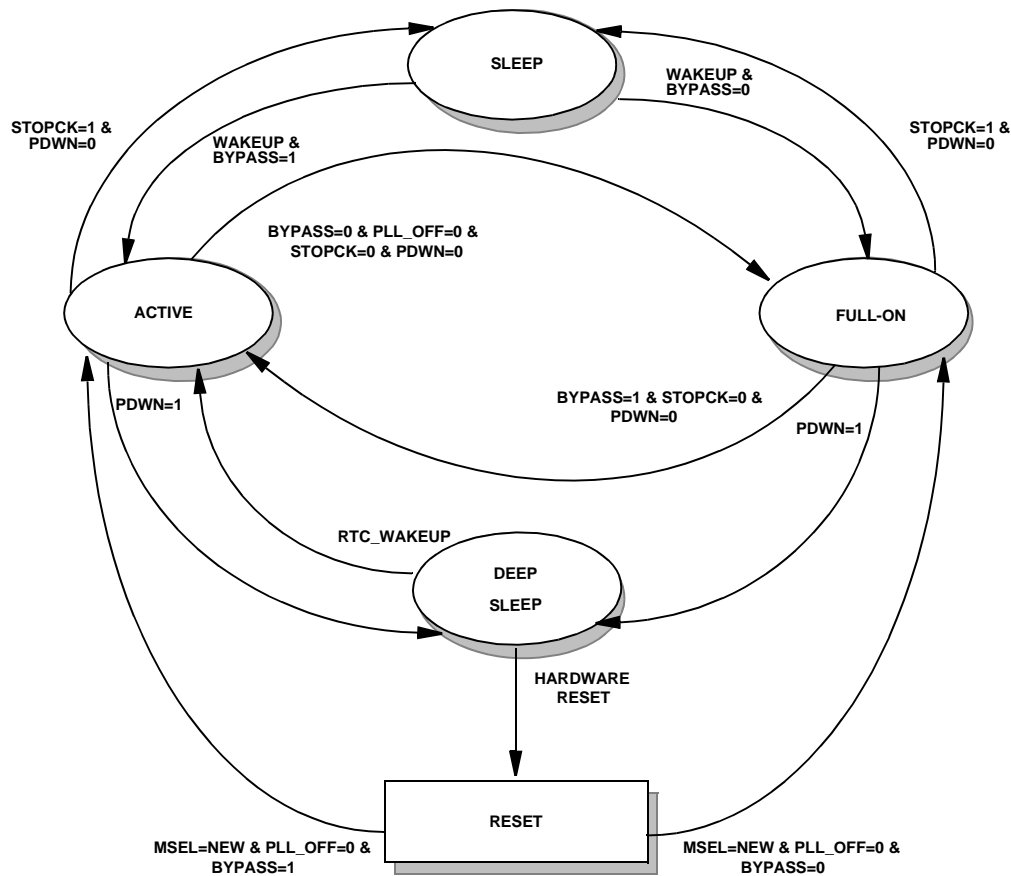 SLEEP
WAKEUP &
BYPASS=0
STOPCK=1 &
PDWN=0
STOPCK=1 &
PDWN=0
WAKEUP &
BYPASS=1
BYPASS=0 & PLL_OFF=0 &
STOPCK=0 & PDWN=0
ACTIVE
FULL-ON
BYPASS=1 & STOPCK=0 &
PDWN=0
PDWN=1
PDWN=1
RTC_WAKEUP
DEEP
SLEEP
HARDWARE
RESET
RESET
MSEL=NEW & PLL_OFF=0 &
BYPASS=1
MSEL=NEW & PLL_OFF=0 &
BYPASS=0